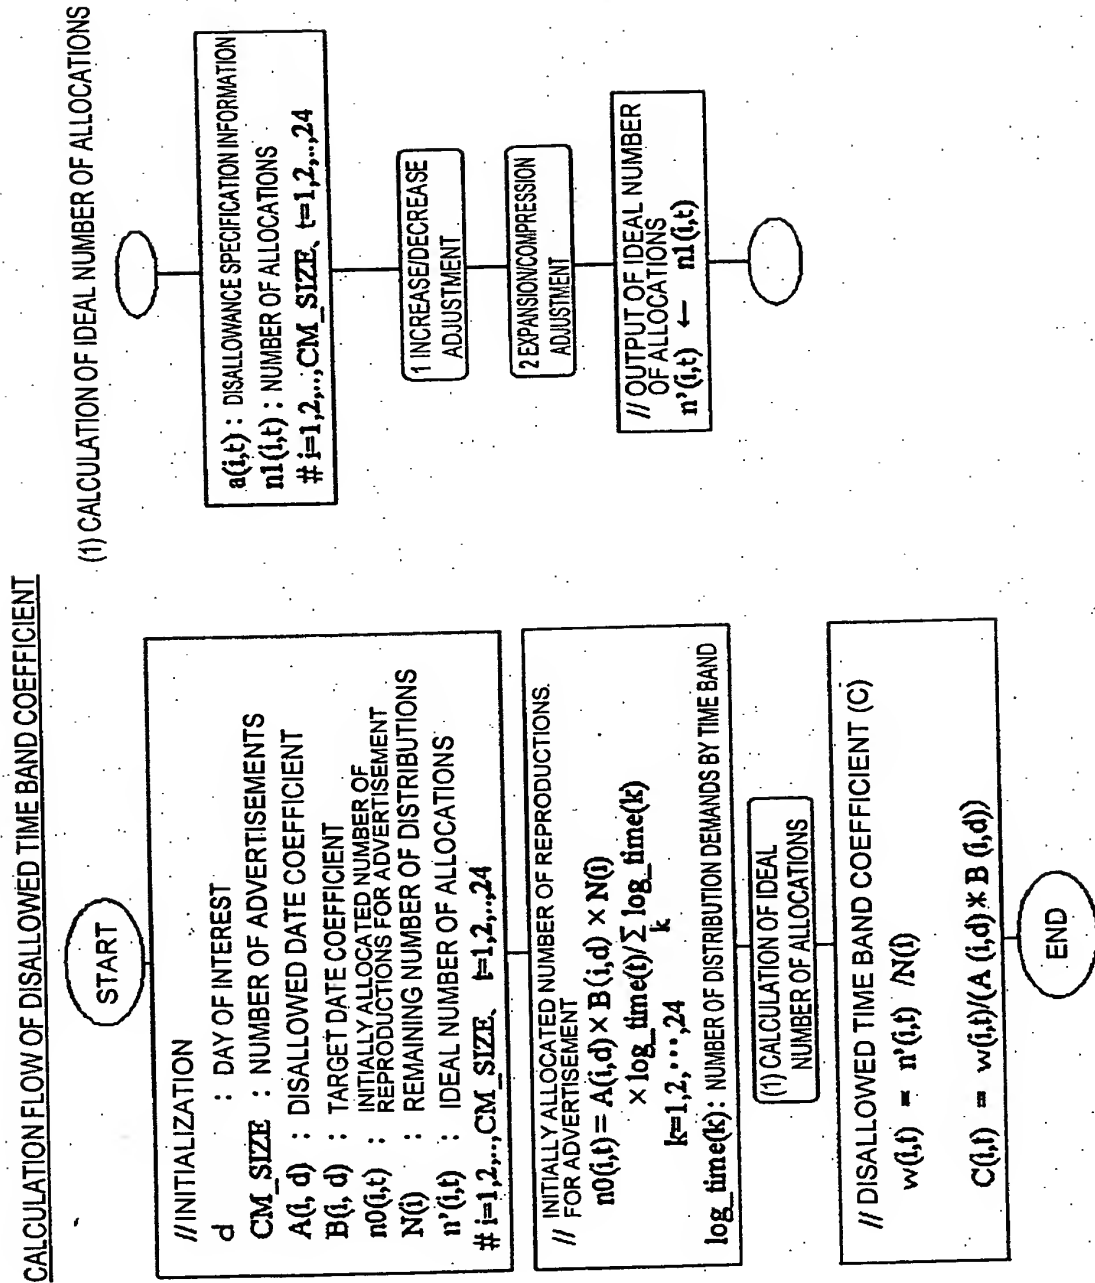 CALCULATION FLOW OF DISALLOWED TIME BAND COEFFICIENT
START
//INITIALIZATION
d : DAY OF INTEREST
CM_SIZE : NUMBER OF ADVERTISEMENTS
A(i, d) : DISALLOWED DATE COEFFICIENT
B(i, d) : TARGET DATE COEFFICIENT
n0(i,t) : INITIALLY ALLOCATED NUMBER OF
REPRODUCTIONS FOR ADVERTISEMENT
N(i) : REMAINING NUMBER OF DISTRIBUTIONS
n'(i,t) : IDEAL NUMBER OF ALLOCATIONS
# i=1,2,..,CM_SIZE、 t=1,2,..,24
// INITIALLY ALLOCATED NUMBER OF REPRODUCTIONS.
FOR ADVERTISEMENT
n0(i,t) = A(i,d) × B(i,d) × N(i)
× log_time(t)/∑ log_time(k)
k
k=1,2,…,24
log_time(k): NUMBER OF DISTRIBUTION DEMANDS BY TIME BAND
(1) CALCULATION OF IDEAL
NUMBER OF ALLOCATIONS
// DISALLOWED TIME BAND COEFFICIENT (C)
w(i,t) = n'(i,t) /N(i)
C(i,t) = w(i,t)/(A (i,d)* B (i,d))
END
(1) CALCULATION OF IDEAL NUMBER OF ALLOCATIONS
a(i,t) : DISALLOWANCE SPECIFICATION INFORMATION
n1(i,t) : NUMBER OF ALLOCATIONS
# i=1,2,..,CM_SIZE、 t=1,2,..,24
1 INCREASE/DECREASE
ADJUSTMENT
2 EXPANSION/COMPRESSION
ADJUSTMENT
// OUTPUT OF IDEAL NUMBER
OF ALLOCATIONS
n'(i,t) ← n1(i,t)